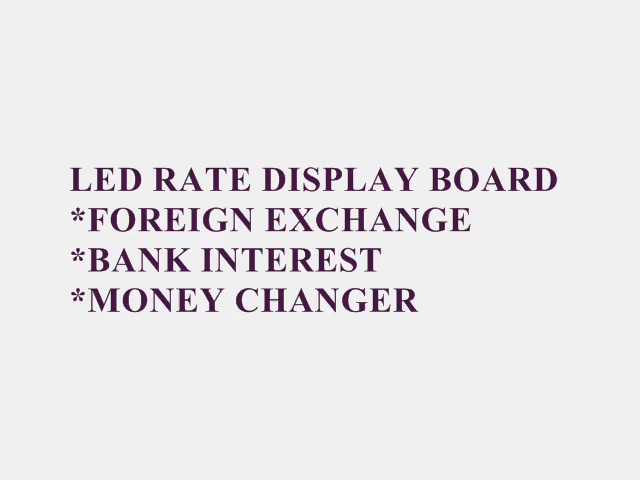 LED RATE DISPLAY BOARD
*FOREIGN EXCHANGE
*BANK INTEREST
*MONEY CHANGER